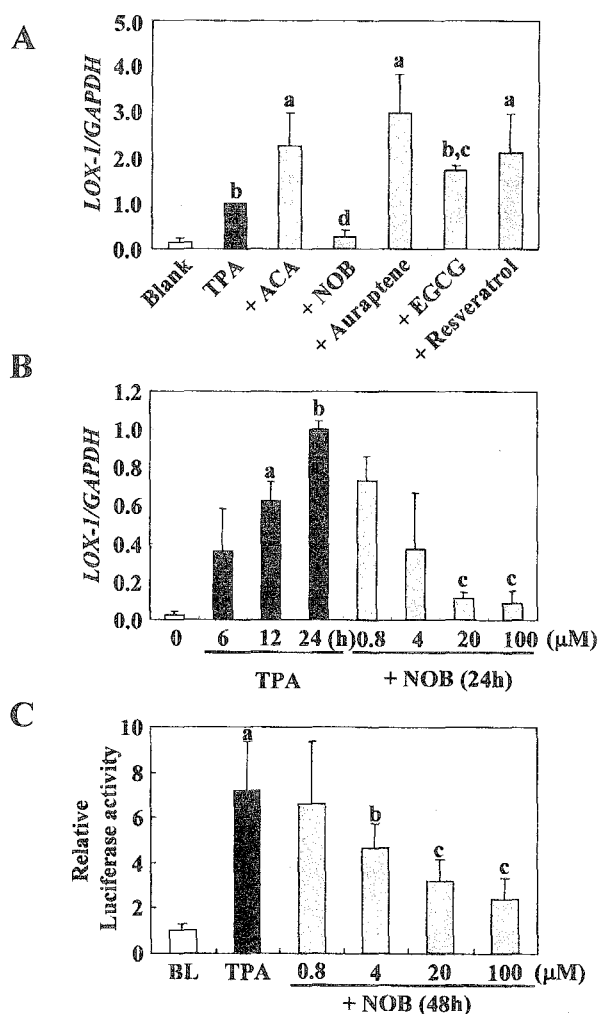 A
LOX-1/GAPDH
5.0
4.0
3.0
2.0
1.0
0.0
b
a
d
a
b,c
a
Blank
TPA
+ ACA
+ NOB
+ Auraptene
+ EGCG
+ Resveratrol
B
LOX-1/GAPDH
1.2
1.0
0.8
0.6
0.4
0.2
0.0
a
b
c
c
0 6 12 24 (h) 0.8 4 20 100 (μM)
TPA + NOB (24h)
C
Relative
Luciferase activity
10
8
6
4
2
0
a
b
c
c
BL TPA 0.8 4 20 100 (μM)
+ NOB (48h)